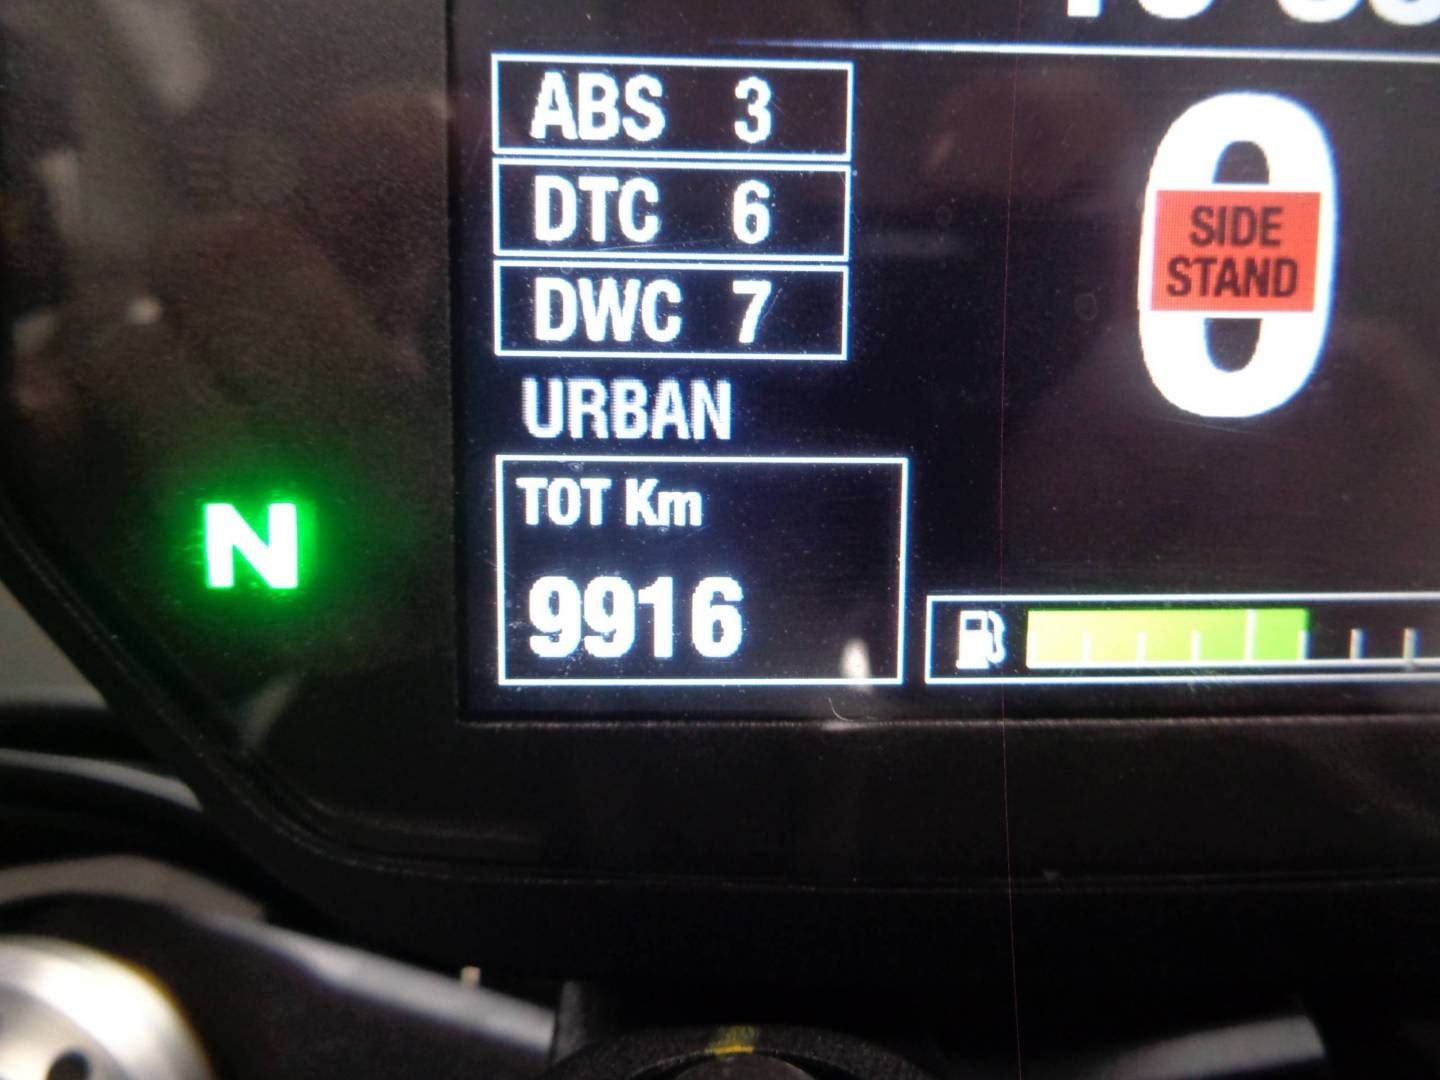 ABS 3
DTC 6
DWC 7
URBAN
TOT Km
9916
0
SIDE
STAND
N